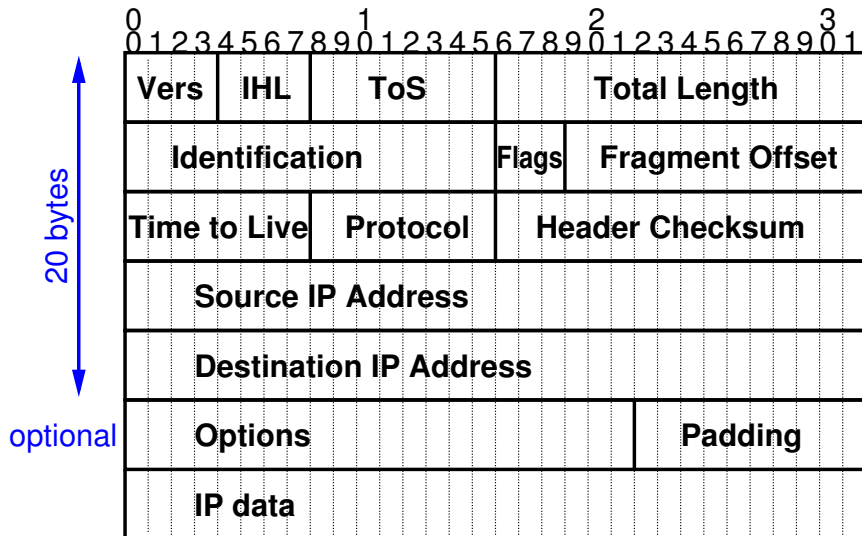 0 1 2 3
0 1 2 3 4 5 6 7 8 9 0 1 2 3 4 5 6 7 8 9 0 1 2 3 4 5 6 7 8 9 0 1
Vers IHL ToS Total Length
Identification Flags Fragment Offset
Time to Live Protocol Header Checksum
20 bytes
Source IP Address
Destination IP Address
optional Options Padding
IP data